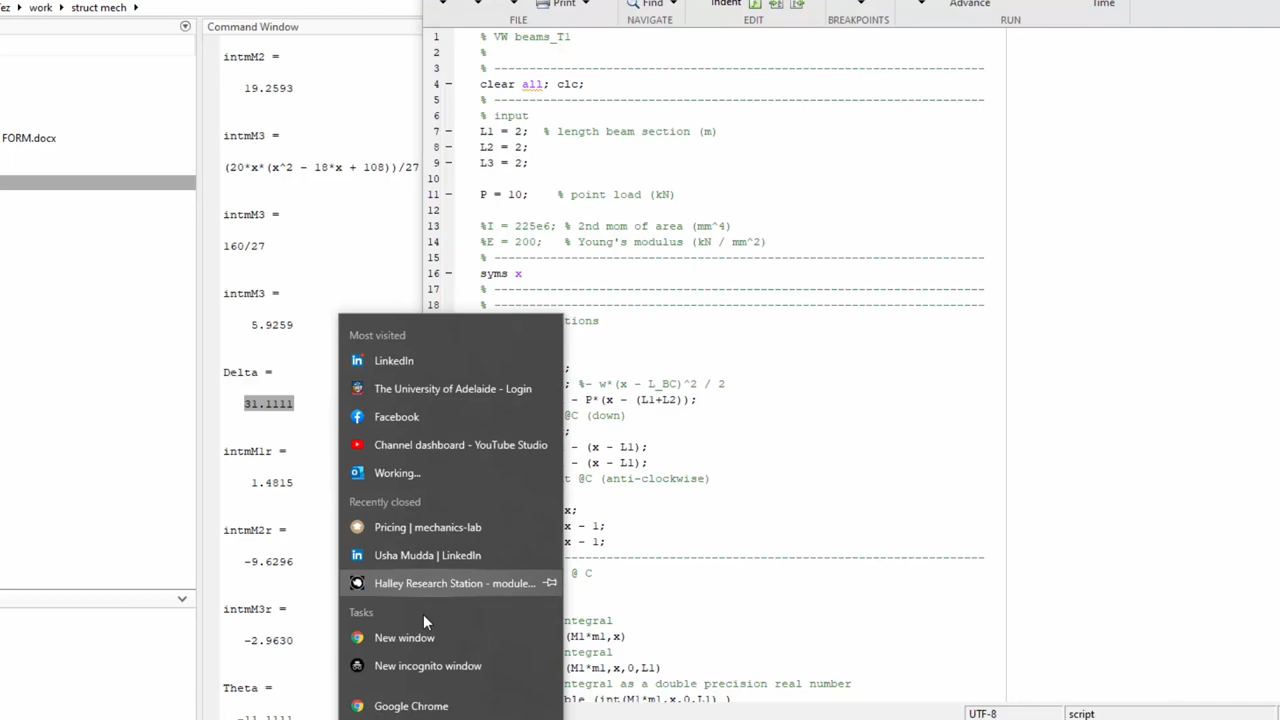 ez › work › struct mech ›
Print
Find
Indent
Advance
Time
FILE
NAVIGATE
EDIT
BREAKPOINTS
RUN
FORM.docx
Command Window
intmM2 =
19.2593
intmM3 =
(20*x*(x^2 - 18*x + 108))/27
intmM3 =
160/27
intmM3 =
5.9259
Delta =
31.1111
intmM1r =
1.4815
intmM2r =
-9.6296
intmM3r =
-2.9630
Theta =
-11.1111
Most visited
LinkedIn
The University of Adelaide - Login
Facebook
Channel dashboard - YouTube Studio
Working...
Recently closed
Pricing | mechanics-lab
Usha Mudda | LinkedIn
Halley Research Station - module...
Tasks
New window
New incognito window
Google Chrome
1 % VW beams_T1
2 %
3 % ----------------------------------------------------------------
4 clear all; clc;
5 % ----------------------------------------------------------------
6 % input
7 L1 = 2; % length beam section (m)
8 L2 = 2;
9 L3 = 2;
10
11 P = 10; % point load (kN)
12
13 %I = 225e6; % 2nd mom of area (mm^4)
14 %E = 200; % Young's modulus (kN / mm^2)
15 % ----------------------------------------------------------------
16 syms x
17 % ----------------------------------------------------------------
18 % ----------------------------------------------------------------
tions
;
; %- w*(x - L_BC)^2 / 2
- P*(x - (L1+L2));
@C (down)
;
- (x - L1);
- (x - L1);
t @C (anti-clockwise)
x;
x - 1;
x - 1;
----------------------------------------------------------------
@ C
ntegral
(M1*m1,x)
ntegral
(M1*m1,x,0,L1)
ntegral as a double precision real number
ble (int(M1*m1,x,0,L1) )
UTF-8
script